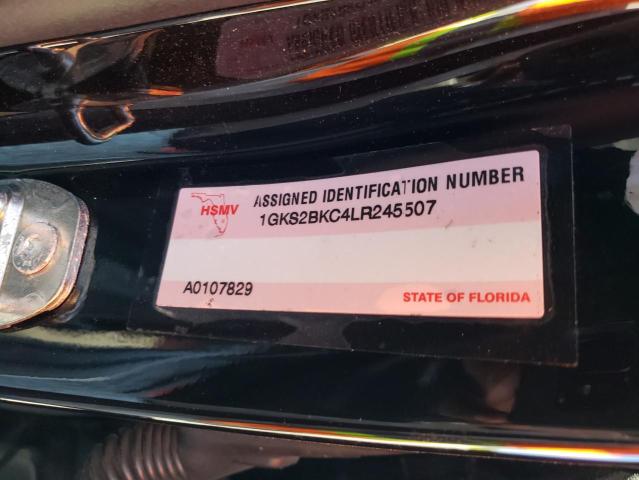 HSMV
ASSIGNED IDENTIFICATION NUMBER
1GKS2BKC4LR245507
A0107829
STATE OF FLORIDA